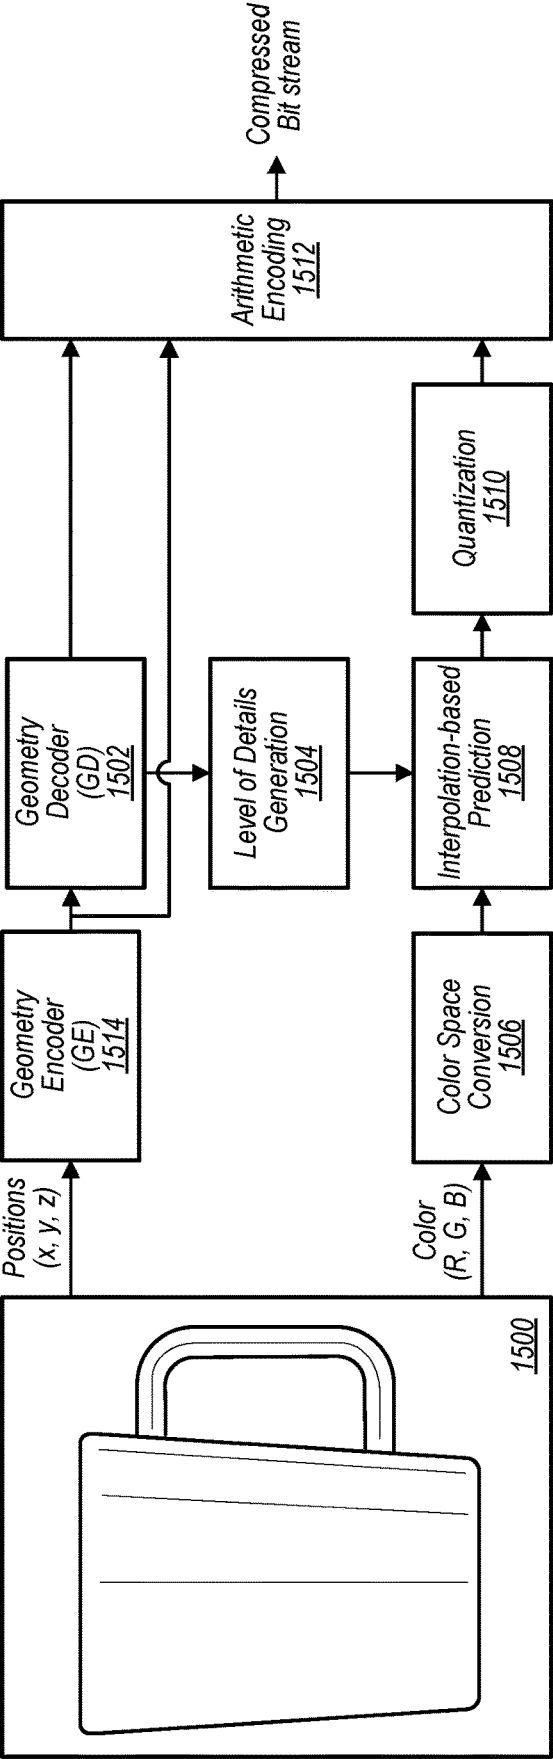 1500
Positions
(x, y, z)
Color
(R, G, B)
Geometry
Encoder
(GE)
1514
Color Space
Conversion
1506
Geometry
Decoder
(GD)
1502
Level of Details
Generation
1504
Interpolation-based
Prediction
1508
Quantization
1510
Arithmetic
Encoding
1512
Compressed
Bit stream